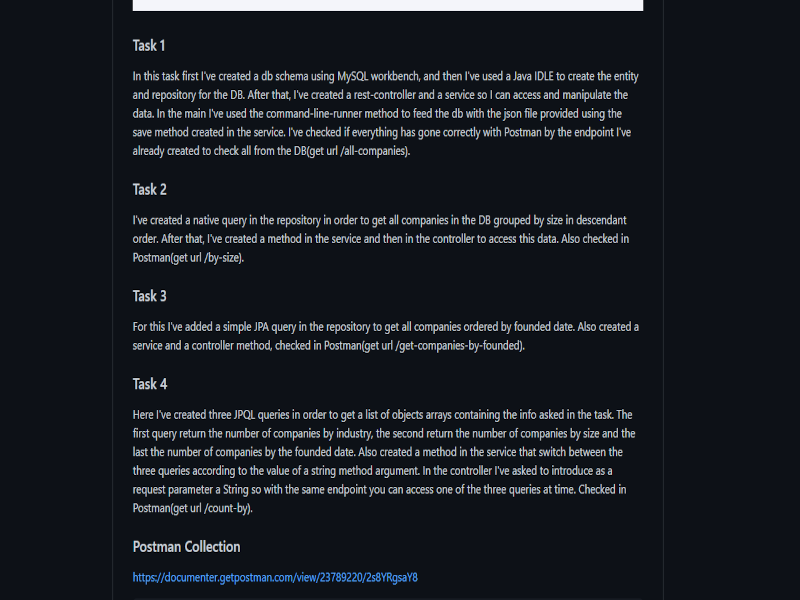 Task 1
In this task first I've created a db schema using MySQL workbench, and then I've used a Java IDLE to create the entity
and repository for the DB. After that, I've created a rest-controller and a service so I can access and manipulate the
data. In the main I've used the command-line-runner method to feed the db with the json file provided using the
save method created in the service. I've checked if everything has gone correctly with Postman by the endpoint I've
already created to check all from the DB(get url /all-companies).
Task 2
I've created a native query in the repository in order to get all companies in the DB grouped by size in descendant
order. After that, I've created a method in the service and then in the controller to access this data. Also checked in
Postman(get url /by-size).
Task 3
For this I've added a simple JPA query in the repository to get all companies ordered by founded date. Also created a
service and a controller method, checked in Postman(get url /get-companies-by-founded).
Task 4
Here I've created three JPQL queries in order to get a list of objects arrays containing the info asked in the task. The
first query return the number of companies by industry, the second return the number of companies by size and the
last the number of companies by the founded date. Also created a method in the service that switch between the
three queries according to the value of a string method argument. In the controller I've asked to introduce as a
request parameter a String so with the same endpoint you can access one of the three queries at time. Checked in
Postman(get url /count-by).
Postman Collection
https://documenter.getpostman.com/view/23789220/2s8YRgsaY8